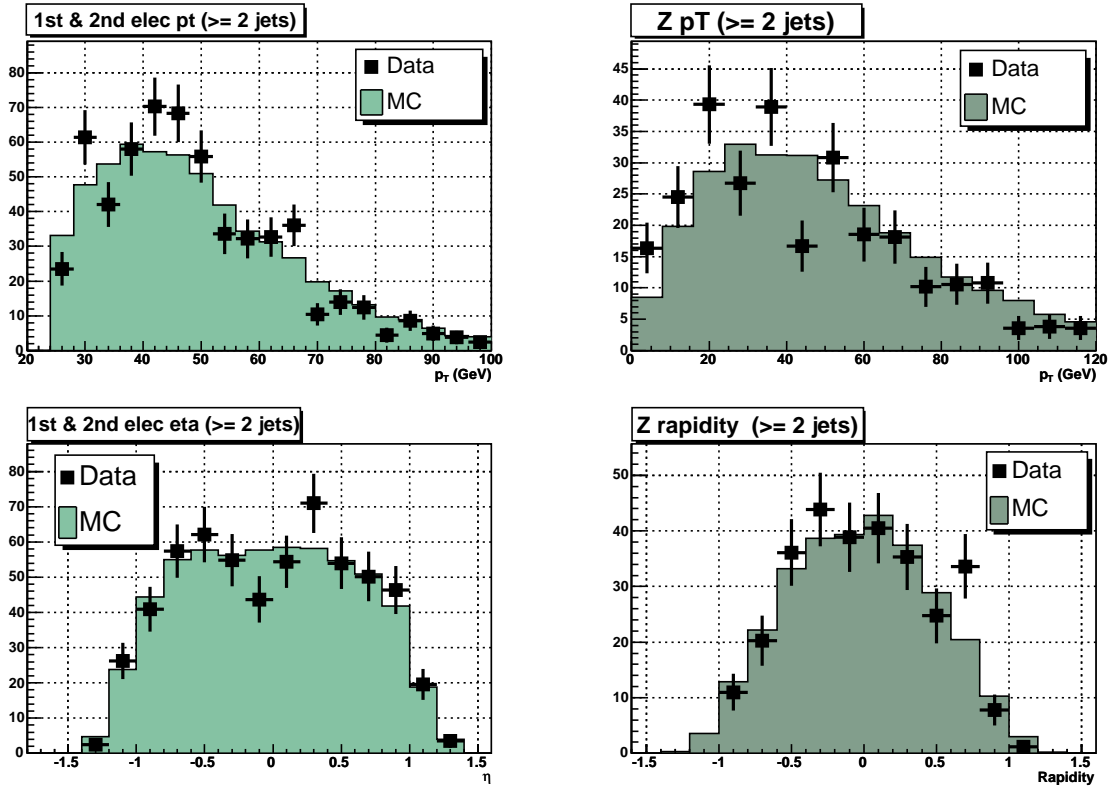 1st & 2nd elec pt (>= 2 jets)
Data
MC
80
70
60
50
40
30
20
10
0
20 30 40 50 60 70 80 90 100
p_T (GeV)
Z pT (>= 2 jets)
Data
MC
45
40
35
30
25
20
15
10
5
0
0 20 40 60 80 100 120
p_T (GeV)
1st & 2nd elec eta (>= 2 jets)
Data
MC
80
70
60
50
40
30
20
10
0
-1.5 -1 -0.5 0 0.5 1 1.5
η
Z rapidity (>= 2 jets)
Data
MC
50
40
30
20
10
0
-1.5 -1 -0.5 0 0.5 1 1.5
Rapidity